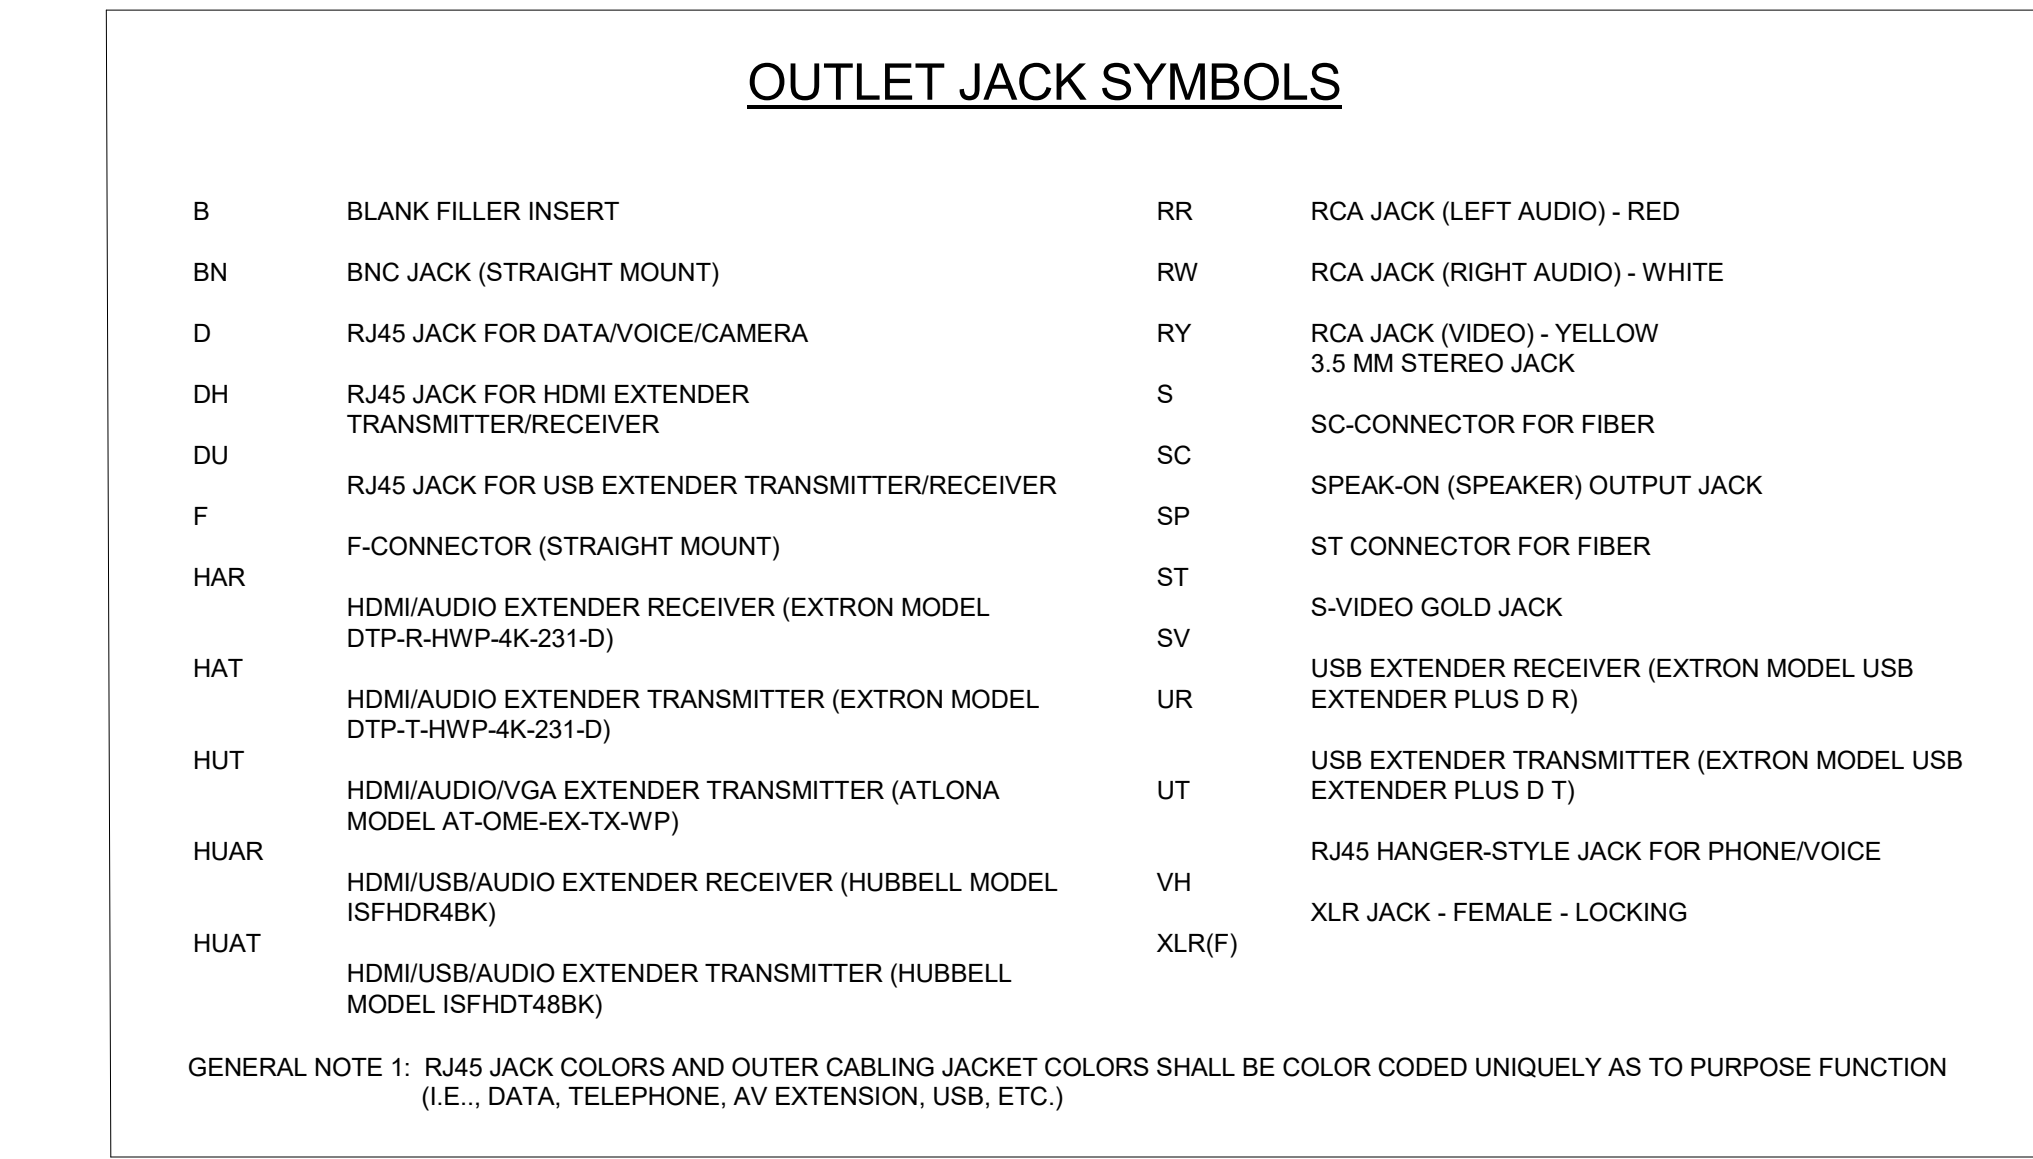 OUTLET JACK SYMBOLS
B BLANK FILLER INSERT
BN BNC JACK (STRAIGHT MOUNT)
D RJ45 JACK FOR DATA/VOICE/CAMERA
DH RJ45 JACK FOR HDMI EXTENDER
TRANSMITTER/RECEIVER
DU
RJ45 JACK FOR USB EXTENDER TRANSMITTER/RECEIVER
F
F-CONNECTOR (STRAIGHT MOUNT)
HAR
HDMI/AUDIO EXTENDER RECEIVER (EXTRON MODEL
DTP-R-HWP-4K-231-D)
HAT
HDMI/AUDIO EXTENDER TRANSMITTER (EXTRON MODEL
DTP-T-HWP-4K-231-D)
HUT
HDMI/AUDIO/VGA EXTENDER TRANSMITTER (ATLONA
MODEL AT-OME-EX-TX-WP)
HUAR
HDMI/USB/AUDIO EXTENDER RECEIVER (HUBBELL MODEL
ISFHDR4BK)
HUAT
HDMI/USB/AUDIO EXTENDER TRANSMITTER (HUBBELL
MODEL ISFHDT48BK)
RR RCA JACK (LEFT AUDIO) - RED
RW RCA JACK (RIGHT AUDIO) - WHITE
RY RCA JACK (VIDEO) - YELLOW
3.5 MM STEREO JACK
S
SC-CONNECTOR FOR FIBER
SC
SPEAK-ON (SPEAKER) OUTPUT JACK
SP
ST CONNECTOR FOR FIBER
ST
S-VIDEO GOLD JACK
SV
USB EXTENDER RECEIVER (EXTRON MODEL USB
UR EXTENDER PLUS D R)
USB EXTENDER TRANSMITTER (EXTRON MODEL USB
UT EXTENDER PLUS D T)
RJ45 HANGER-STYLE JACK FOR PHONE/VOICE
VH
XLR JACK - FEMALE - LOCKING
XLR(F)
GENERAL NOTE 1: RJ45 JACK COLORS AND OUTER CABLING JACKET COLORS SHALL BE COLOR CODED UNIQUELY AS TO PURPOSE FUNCTION
(I.E.., DATA, TELEPHONE, AV EXTENSION, USB, ETC.)